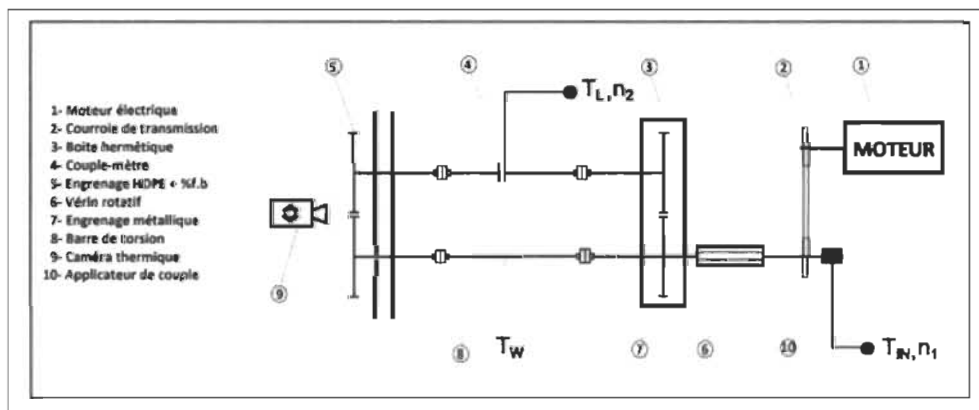 ⑤ ④ ③ ② ①
T_L, n_2
1- Moteur électrique
2- Courroie de transmission
3- Boite hermétique
4- Couple-mètre
5- Engrenage HDPE + %f.b
6- Vérin rotatif
7- Engrenage métallique
8- Barre de torsion
9- Caméra thermique
10- Applicateur de couple
MOTEUR
⑨
⑧ T_W ⑦ ⑥ ⑩
T_IN, n_1